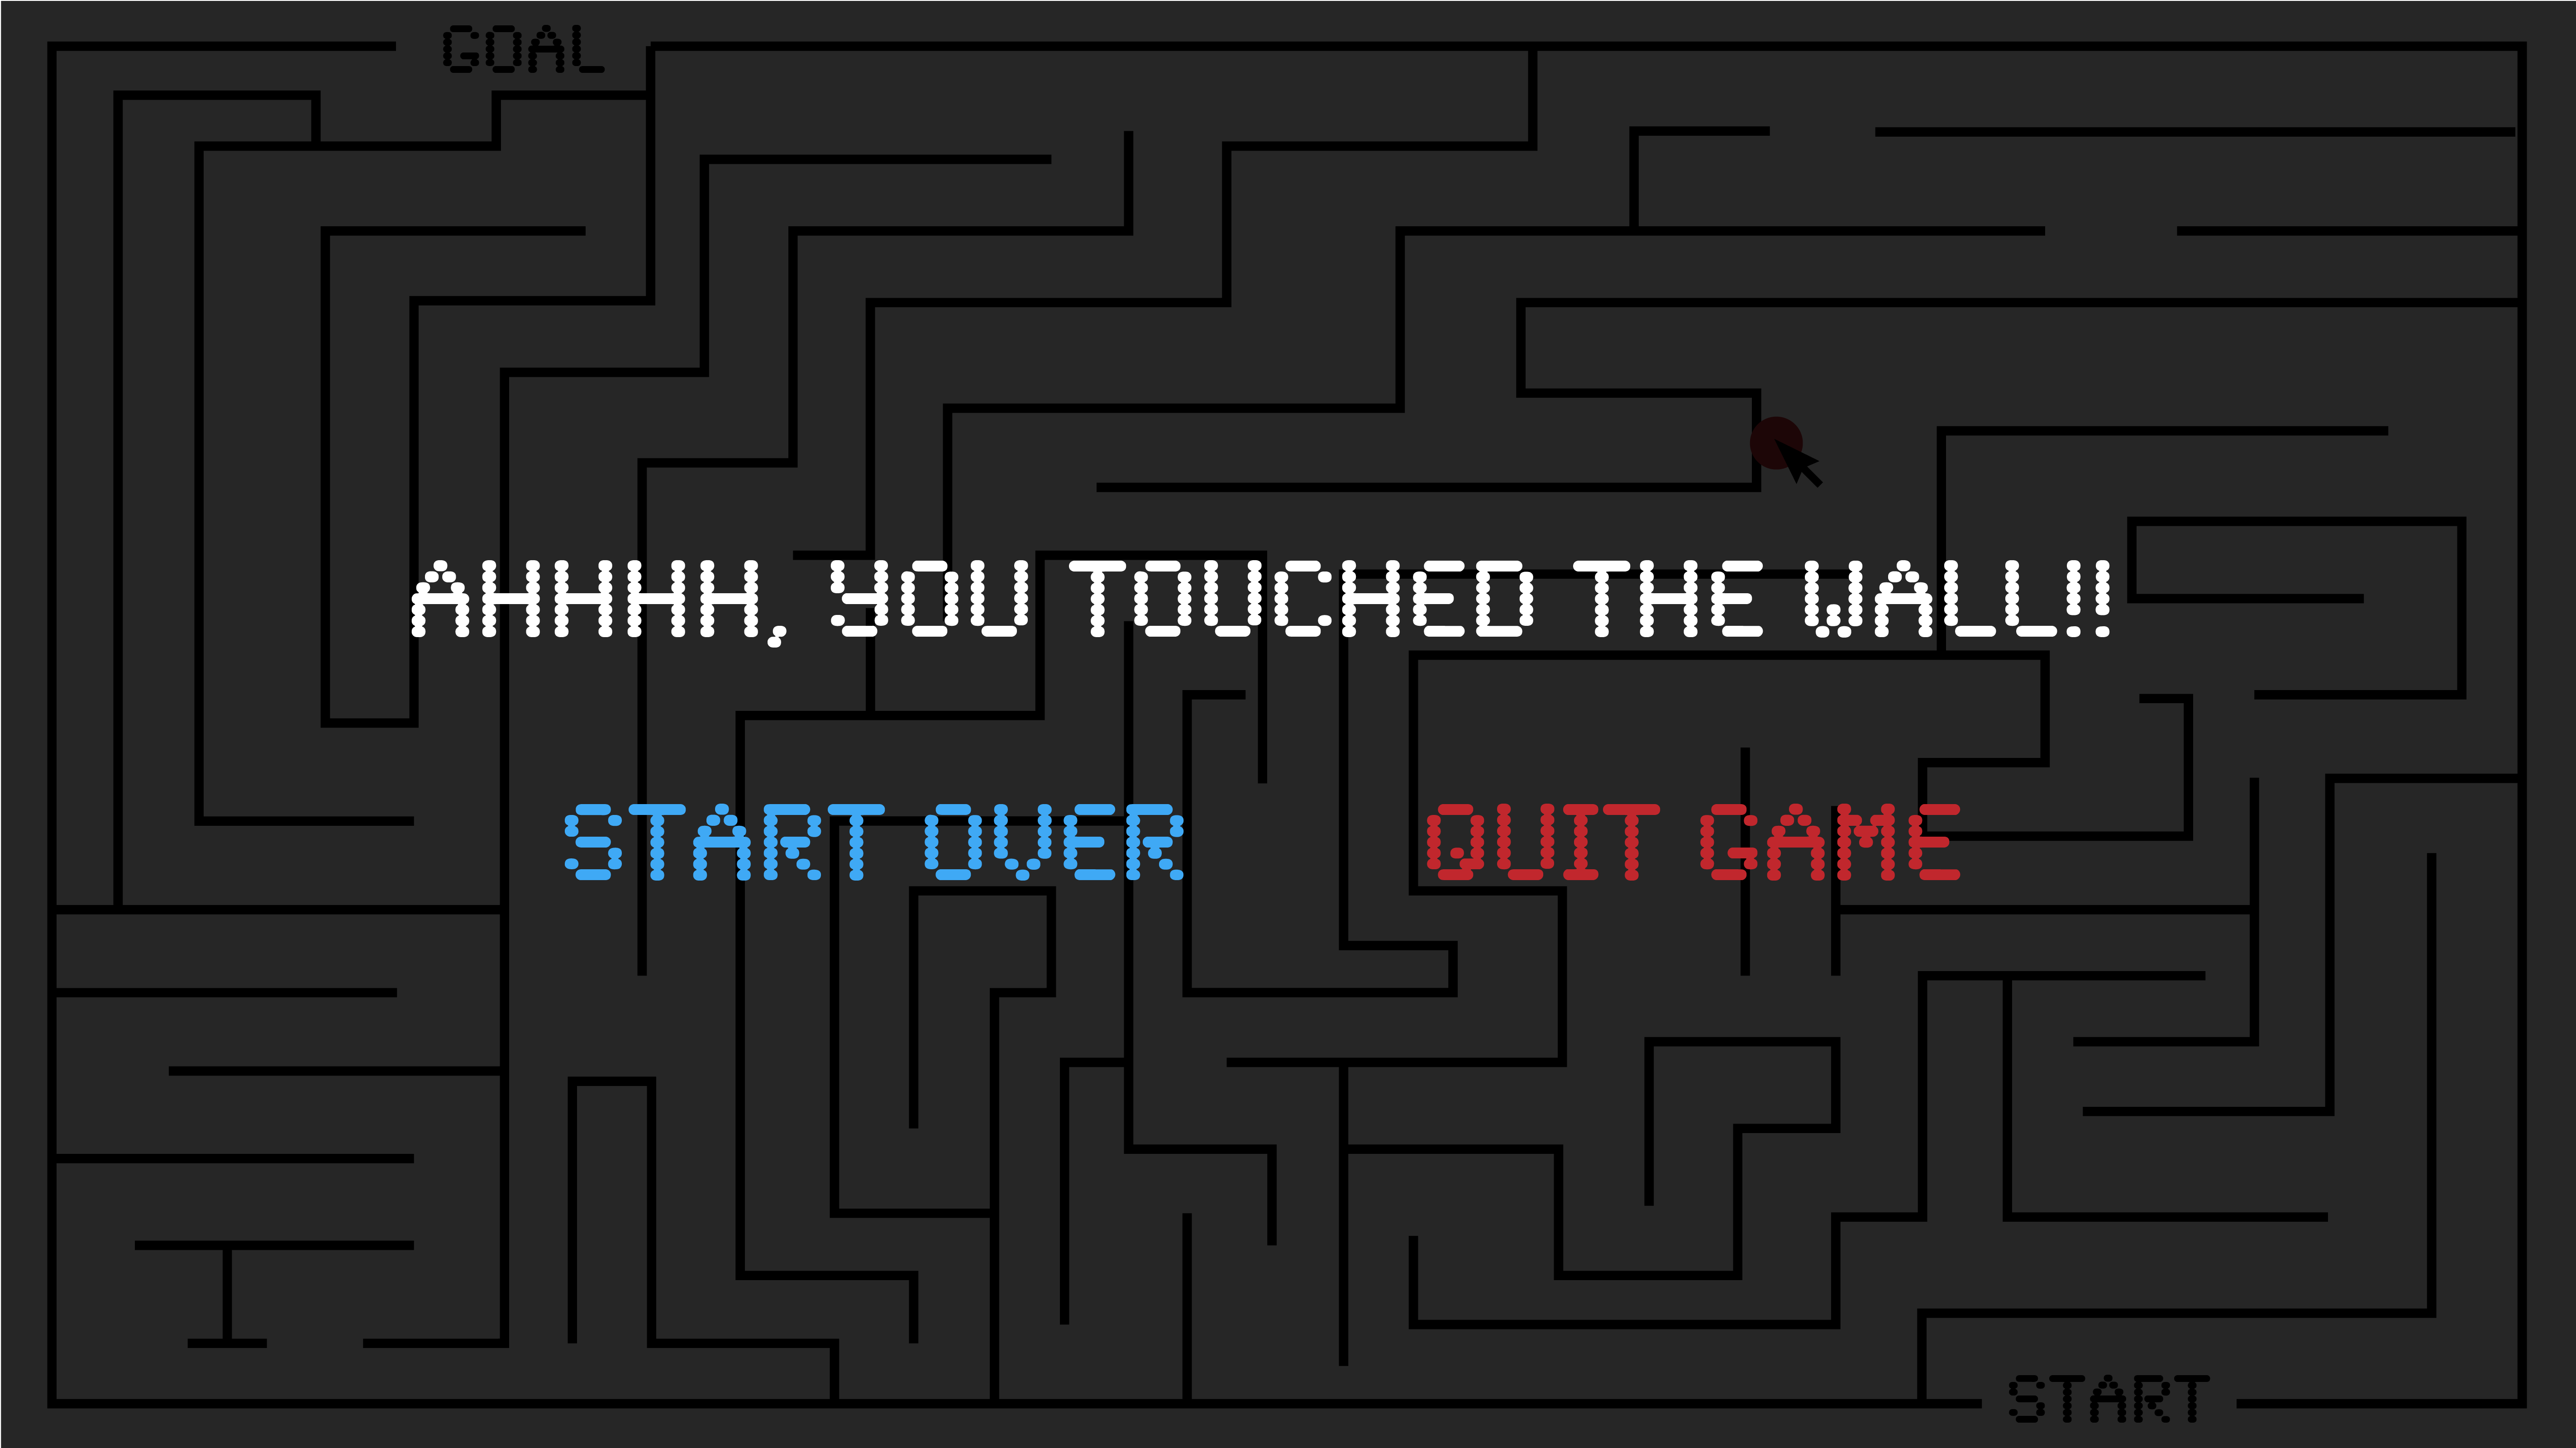 GOAL
AHHHH, YOU TOUCHED THE WALL!!
START OVER
QUIT GAME
START